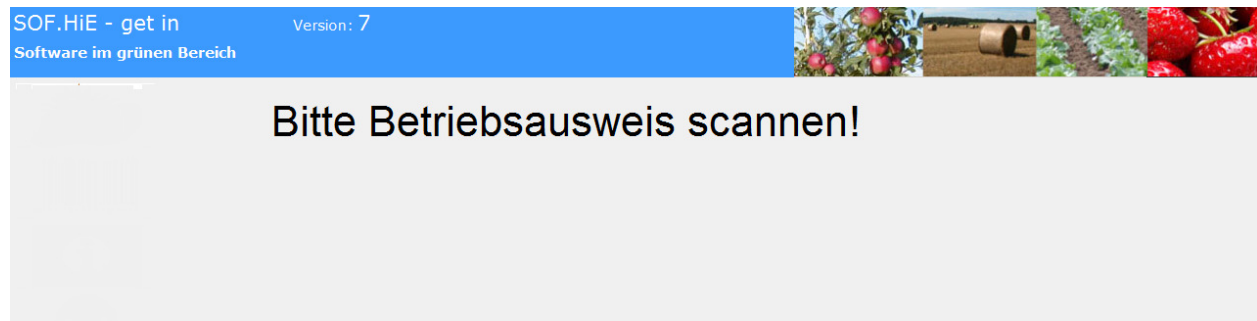 SOF.HiE - get in Version: 7
Software im grünen Bereich
Bitte Betriebsausweis scannen!